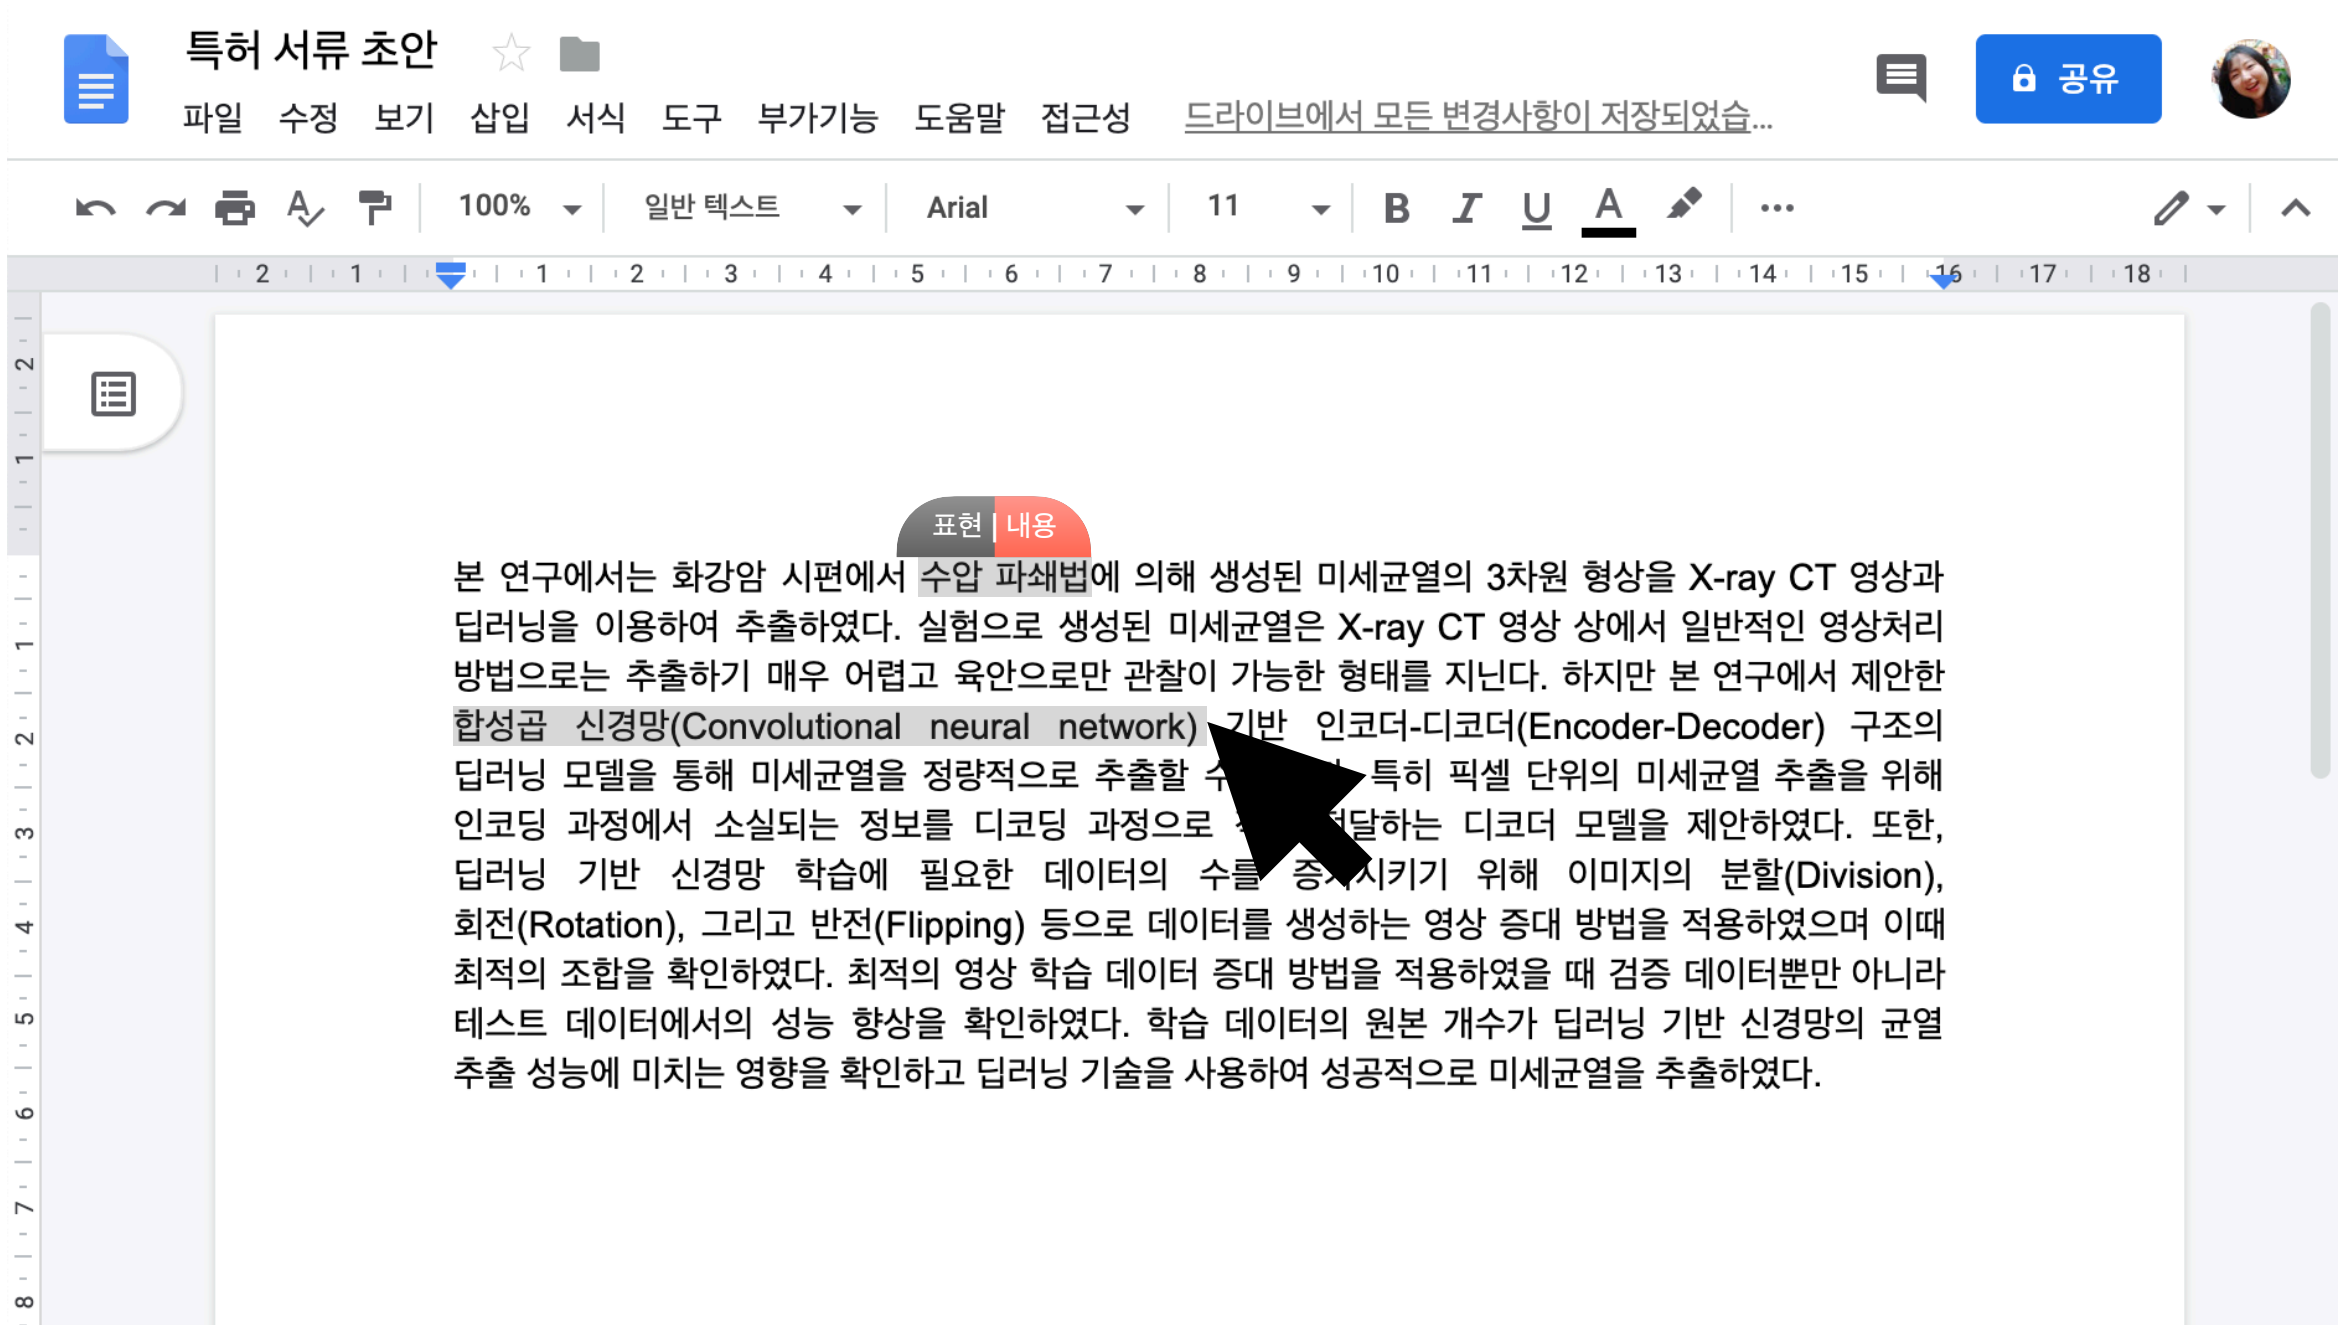 특허 서류 초안
파일 수정 보기 삽입 서식 도구 부가기능 도움말 접근성 드라이브에서 모든 변경사항이 저장되었습...
공유
100% 일반 텍스트 Arial 11 B I U A ...
2 1 1 2 3 4 5 6 7 8 9 10 11 12 13 14 15 16 17 18
2
1
1
2
3
4
5
6
7
8
표현 | 내용
본 연구에서는 화강암 시편에서 수압 파쇄법에 의해 생성된 미세균열의 3차원 형상을 X-ray CT 영상과
딥러닝을 이용하여 추출하였다. 실험으로 생성된 미세균열은 X-ray CT 영상 상에서 일반적인 영상처리
방법으로는 추출하기 매우 어렵고 육안으로만 관찰이 가능한 형태를 지닌다. 하지만 본 연구에서 제안한
합성곱 신경망(Convolutional neural network) 기반 인코더-디코더(Encoder-Decoder) 구조의
딥러닝 모델을 통해 미세균열을 정량적으로 추출할 특히 픽셀 단위의 미세균열 추출을 위해
인코딩 과정에서 소실되는 정보를 디코딩 과정으로 디코더 모델을 제안하였다. 또한,
딥러닝 기반 신경망 학습에 필요한 데이터의 수를 증가시키기 위해 이미지의 분할(Division),
회전(Rotation), 그리고 반전(Flipping) 등으로 데이터를 생성하는 영상 증대 방법을 적용하였으며 이때
최적의 조합을 확인하였다. 최적의 영상 학습 데이터 증대 방법을 적용하였을 때 검증 데이터뿐만 아니라
테스트 데이터에서의 성능 향상을 확인하였다. 학습 데이터의 원본 개수가 딥러닝 기반 신경망의 균열
추출 성능에 미치는 영향을 확인하고 딥러닝 기술을 사용하여 성공적으로 미세균열을 추출하였다.